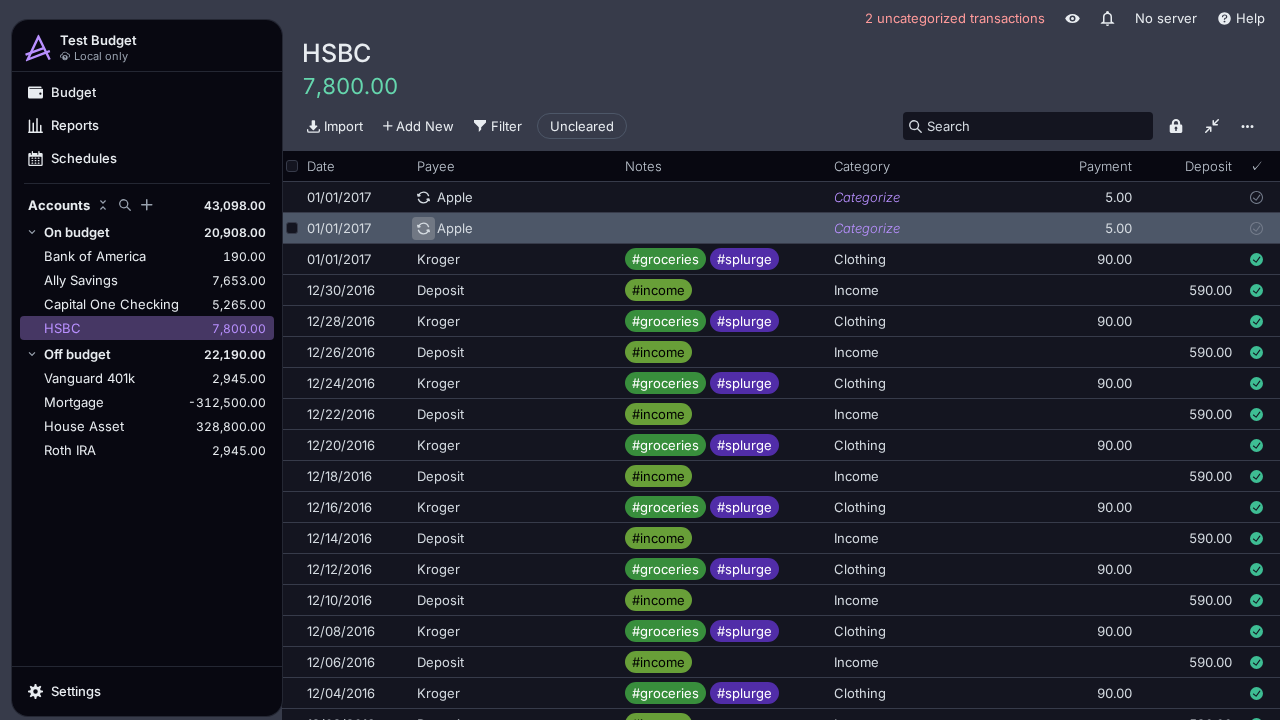 2 uncategorized transactions No server Help
Test Budget
Local only
Budget
Reports
Schedules
Accounts 43,098.00
On budget 20,908.00
Bank of America 190.00
Ally Savings 7,653.00
Capital One Checking 5,265.00
HSBC 7,800.00
Off budget 22,190.00
Vanguard 401k 2,945.00
Mortgage -312,500.00
House Asset 328,800.00
Roth IRA 2,945.00
Settings
HSBC
7,800.00
Import Add New Filter Uncleared Search
Date Payee Notes Category Payment Deposit ✓
01/01/2017 Apple Categorize 5.00
01/01/2017 Apple Categorize 5.00
01/01/2017 Kroger #groceries #splurge Clothing 90.00
12/30/2016 Deposit #income Income 590.00
12/28/2016 Kroger #groceries #splurge Clothing 90.00
12/26/2016 Deposit #income Income 590.00
12/24/2016 Kroger #groceries #splurge Clothing 90.00
12/22/2016 Deposit #income Income 590.00
12/20/2016 Kroger #groceries #splurge Clothing 90.00
12/18/2016 Deposit #income Income 590.00
12/16/2016 Kroger #groceries #splurge Clothing 90.00
12/14/2016 Deposit #income Income 590.00
12/12/2016 Kroger #groceries #splurge Clothing 90.00
12/10/2016 Deposit #income Income 590.00
12/08/2016 Kroger #groceries #splurge Clothing 90.00
12/06/2016 Deposit #income Income 590.00
12/04/2016 Kroger #groceries #splurge Clothing 90.00